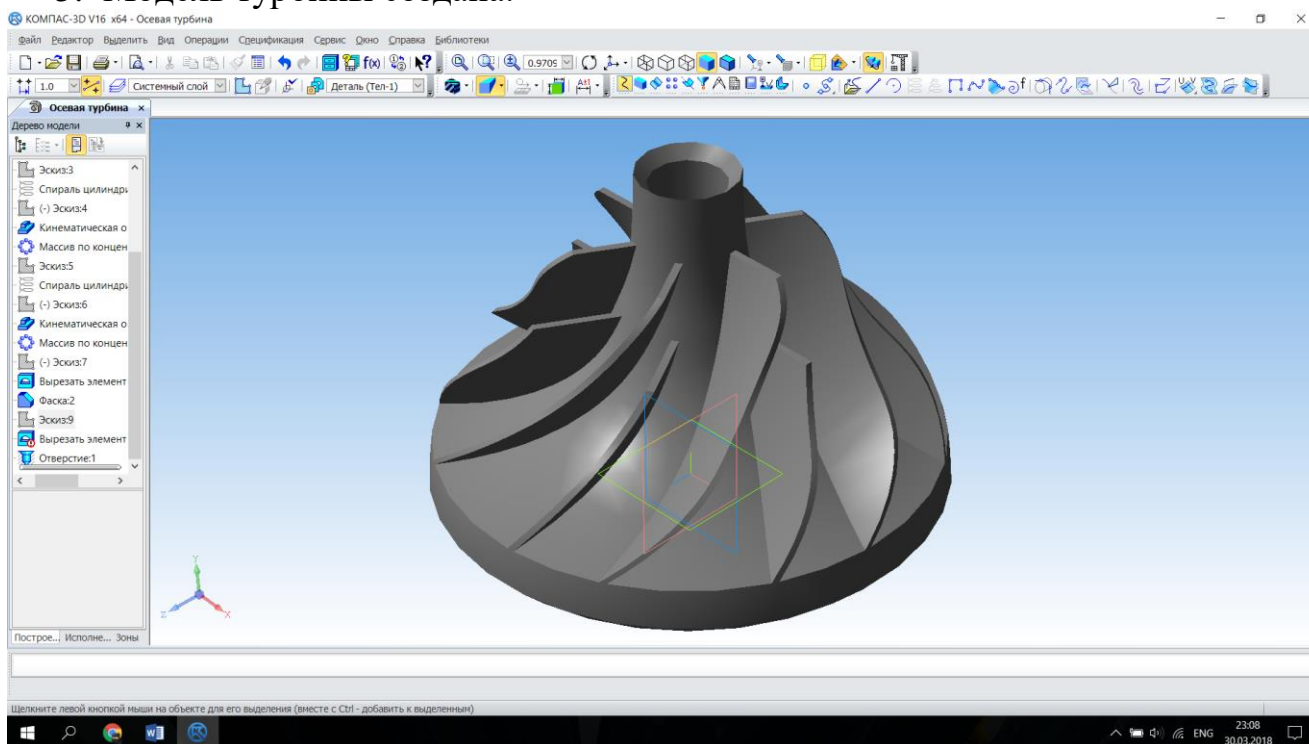 КОМПАС-3D V16 x64 - Осевая турбина
Файл Редактор Выделить Вид Операции Спецификация Сервис Окно Справка Библиотеки
f(x) 0.9705
1.0 Системный слой Деталь (Тел-1)
Осевая турбина
Дерево модели
Эскиз:3
Спираль цилиндри
(-) Эскиз:4
Кинематическая о
Массив по концен
Эскиз:5
Спираль цилиндри
(-) Эскиз:6
Кинематическая о
Массив по концен
(-) Эскиз:7
Вырезать элемент
Фаска:2
Эскиз:9
Вырезать элемент
Отверстие:1
Y
Z X
Построе... Исполне... Зоны
Щелкните левой кнопкой мыши на объекте для его выделения (вместе с Ctrl - добавить к выделенным)
ENG
23:08
30.03.2018